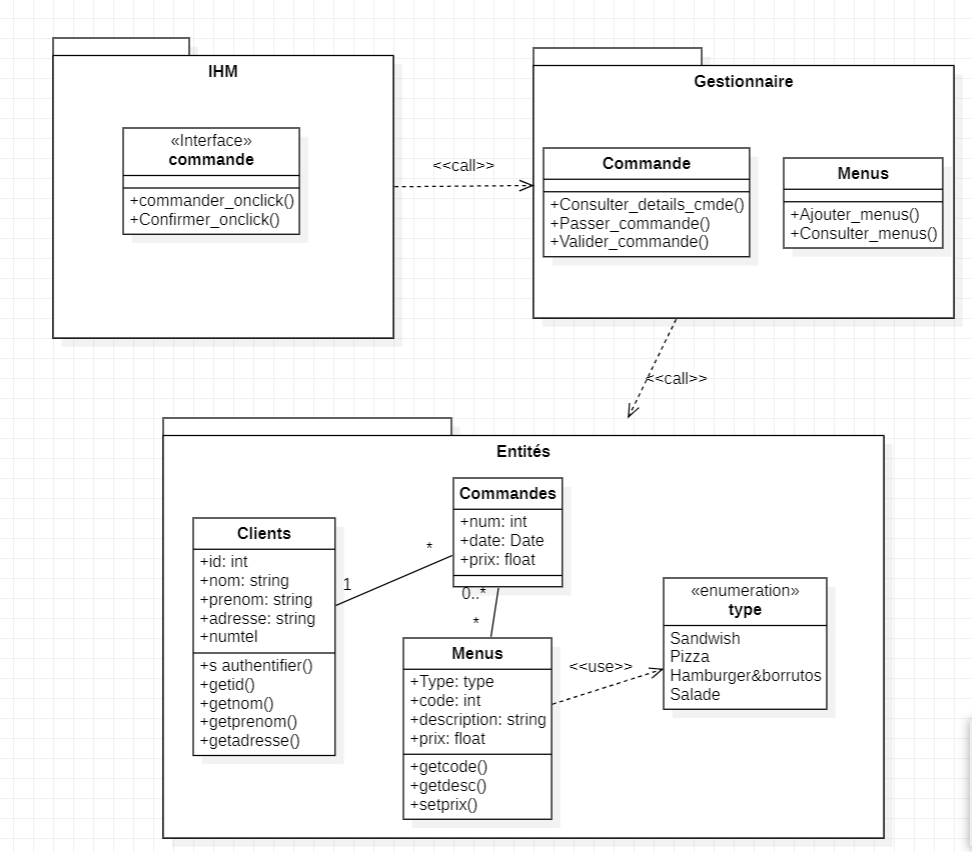 IHM
«Interface»
commande
+commander_onclick()
+Confirmer_onclick()
<<call>>
Gestionnaire
Commande
+Consulter_details_cmde()
+Passer_commande()
+Valider_commande()
Menus
+Ajouter_menus()
+Consulter_menus()
<<call>>
Entités
Clients
+id: int
+nom: string
+prenom: string
+adresse: string
+numtel
+s authentifier()
+getid()
+getnom()
+getprenom()
+getadresse()
1
*
Commandes
+num: int
+date: Date
+prix: float
0..*
*
Menus
+Type: type
+code: int
+description: string
+prix: float
+getcode()
+getdesc()
+setprix()
<<use>>
«enumeration»
type
Sandwish
Pizza
Hamburger&borrutos
Salade